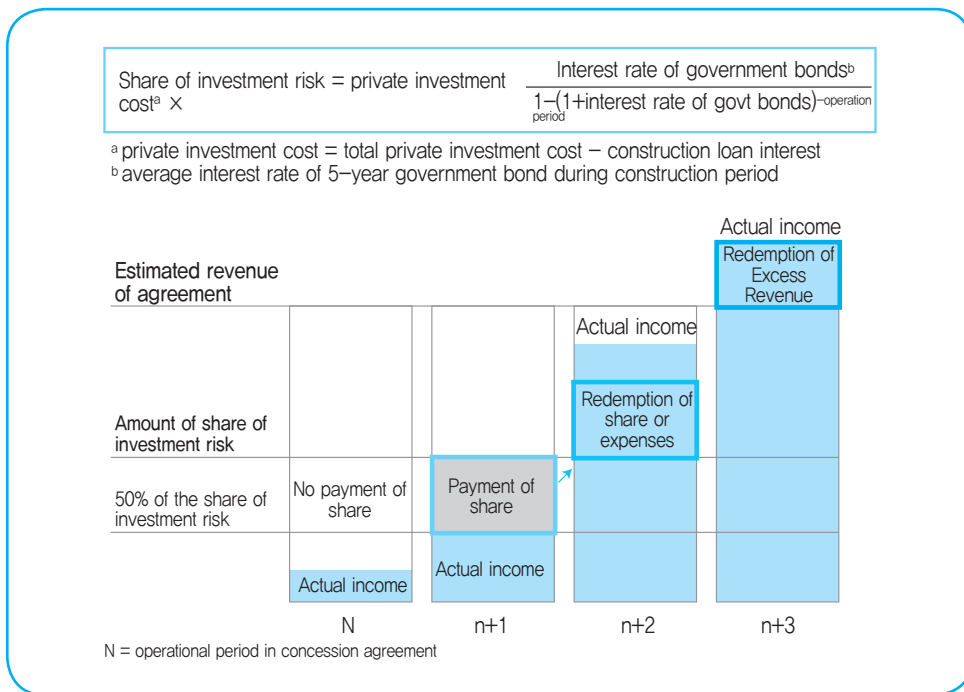 Share of investment risk = private investment
costᵃ ×
Interest rate of government bondsᵇ
1−(1+interest rate of govt bonds)−operation
period
ᵃ private investment cost = total private investment cost − construction loan interest
ᵇ average interest rate of 5−year government bond during construction period
Actual income
Redemption of
Excess
Revenue
Estimated revenue
of agreement
Actual income
Redemption of
share or
expenses
Amount of share of
investment risk
50% of the share of
investment risk
No payment of
share
Payment of
share
Actual income
Actual income
N
n+1
n+2
n+3
N = operational period in concession agreement